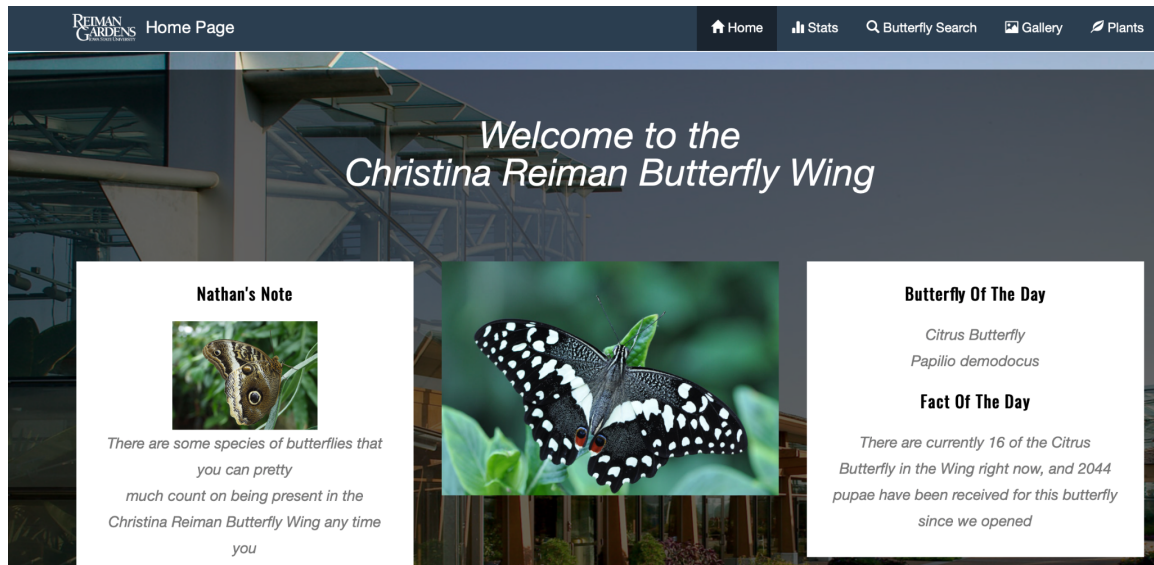 REIMAN
GARDENS
IOWA STATE UNIVERSITY
Home Page
Home
Stats
Butterfly Search
Gallery
Plants
Welcome to the
Christina Reiman Butterfly Wing
Nathan's Note
There are some species of butterflies that
you can pretty
much count on being present in the
Christina Reiman Butterfly Wing any time
you
Butterfly Of The Day
Citrus Butterfly
Papilio demodocus
Fact Of The Day
There are currently 16 of the Citrus
Butterfly in the Wing right now, and 2044
pupae have been received for this butterfly
since we opened